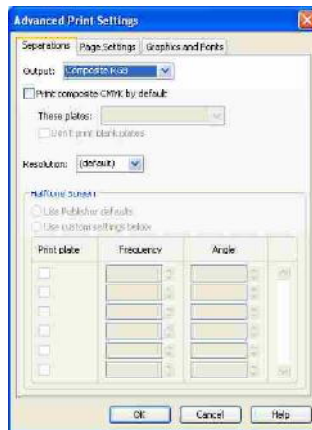 Advanced Print Settings
Separations Page Settings Graphics and Fonts
Output: Composite RGB
Print composite CMYK by default
These plates:
Don't print blank plates
Resolution: (default)
Halftone Screen
Use Publisher defaults
Use custom settings below
Print plate Frequency Angle
OK Cancel Help